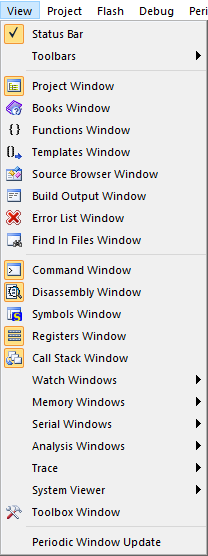 View Project Flash Debug Peri
Status Bar
Toolbars
Project Window
Books Window
Functions Window
Templates Window
Source Browser Window
Build Output Window
Error List Window
Find In Files Window
Command Window
Disassembly Window
Symbols Window
Registers Window
Call Stack Window
Watch Windows
Memory Windows
Serial Windows
Analysis Windows
Trace
System Viewer
Toolbox Window
Periodic Window Update